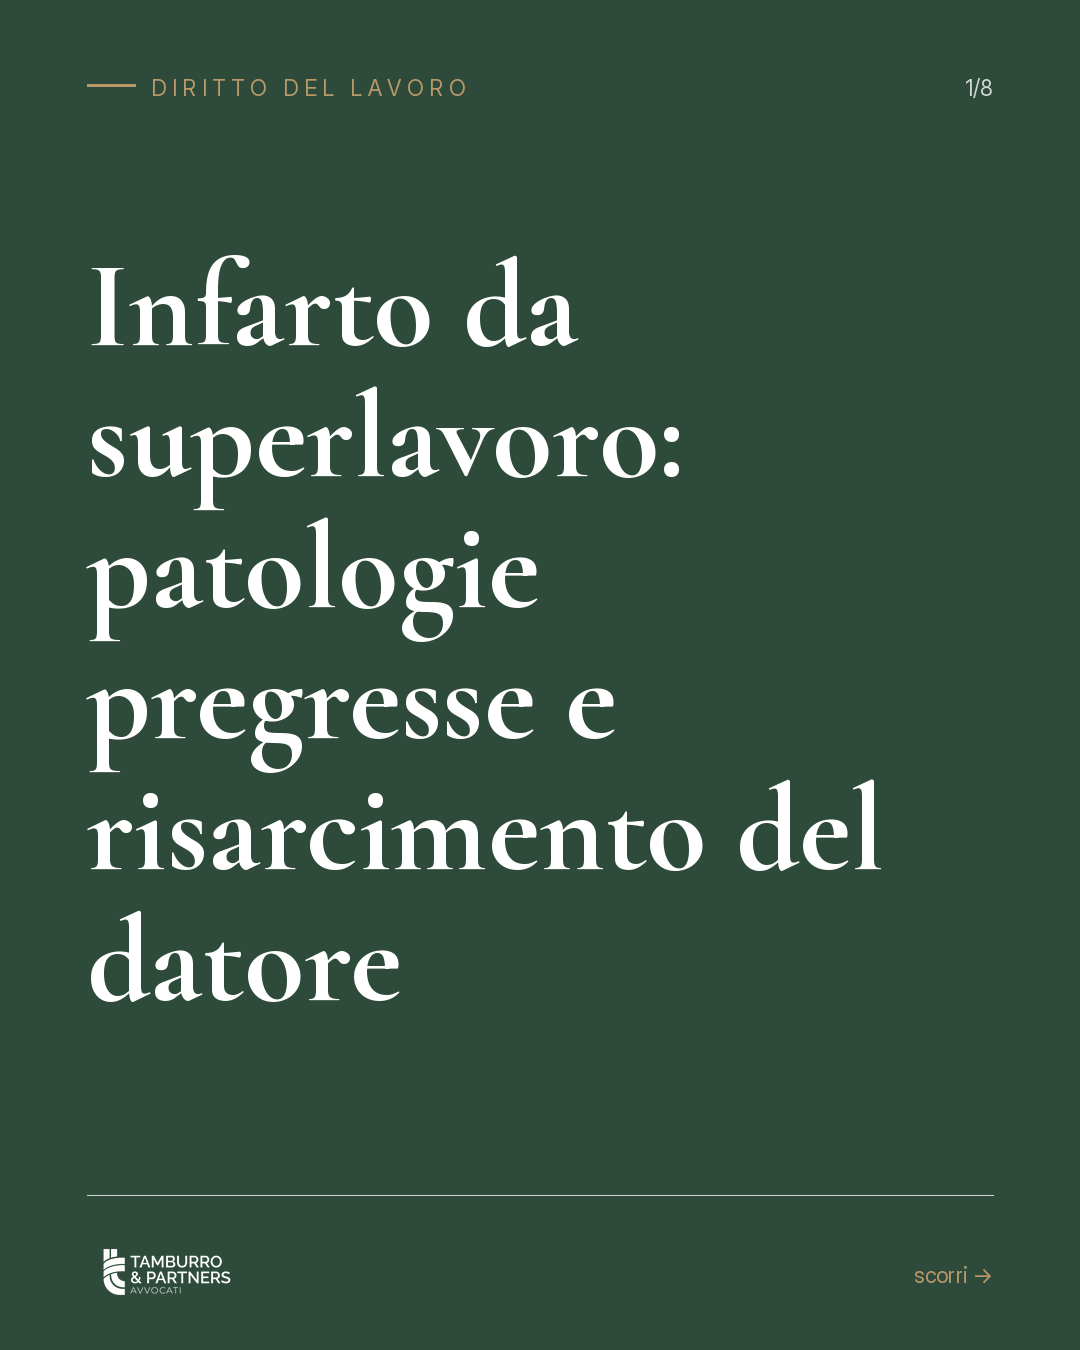 DIRITTO DEL LAVORO
1/8
Infarto da
superlavoro:
patologie
pregresse e
risarcimento del
datore
TAMBURRO
& PARTNERS
AVVOCATI
scorri →